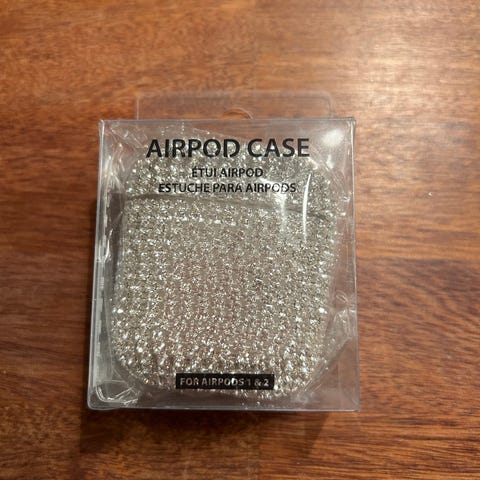 AIRPOD CASE
ÉTUI AIRPOD
ESTUCHE PARA AIRPODS
FOR AIRPODS 1 & 2